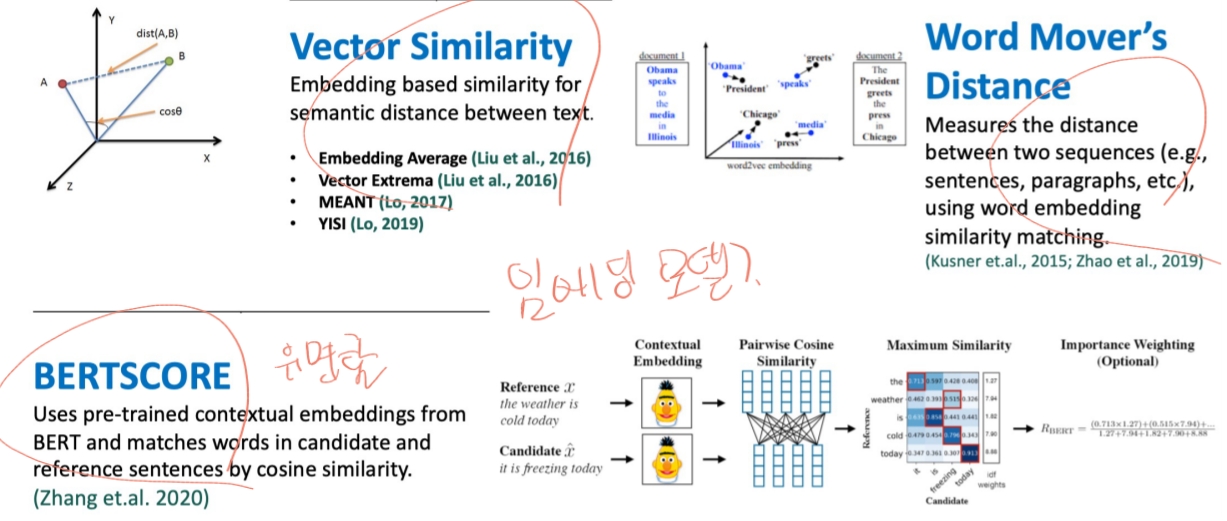 Y
dist(A,B)
B
A
cosθ
X
Z
Vector Similarity
Embedding based similarity for
semantic distance between text.
• Embedding Average (Liu et al., 2016)
• Vector Extrema (Liu et al., 2016)
• MEANT (Lo, 2017)
• YISI (Lo, 2019)
document 1
Obama
speaks
to
the
media
in
Illinois
'Obama'
'President'
'greets'
'speaks'
'Chicago'
'Illinois'
'media'
'press'
word2vec embedding
document 2
The
President
greets
the
press
in
Chicago
Word Mover's
Distance
Measures the distance
between two sequences (e.g.,
sentences, paragraphs, etc.),
using word embedding
similarity matching.
(Kusner et.al., 2015; Zhao et al., 2019)
임베딩 모델
BERTSCORE
Uses pre-trained contextual embeddings from
BERT and matches words in candidate and
reference sentences by cosine similarity.
(Zhang et.al. 2020)
Reference x
the weather is
cold today
Candidate x̂
it is freezing today
Contextual
Embedding
Pairwise Cosine
Similarity
Maximum Similarity
Reference
the 0.713 0.597 0.428 0.408 1.27
weather 0.462 0.393 0.515 0.326 7.94
is 0.635 0.858 0.441 0.441 1.82
cold 0.479 0.454 0.796 0.343 7.90
today 0.347 0.361 0.307 0.913 8.88
it is freezing today
idf
weights
Candidate
Importance Weighting
(Optional)
R_BERT = (0.713×1.27)+(0.515×7.94)+... / 1.27+7.94+1.82+7.90+8.88